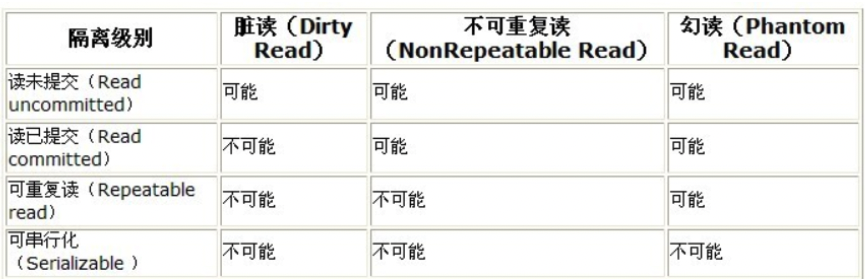 隔离级别
脏读（Dirty
Read）
不可重复读
（NonRepeatable Read）
幻读（Phantom
Read）
读未提交（Read
uncommitted）
可能
可能
可能
读已提交（Read
committed）
不可能
可能
可能
可重复读（Repeatable
read）
不可能
不可能
可能
可串行化
（Serializable ）
不可能
不可能
不可能